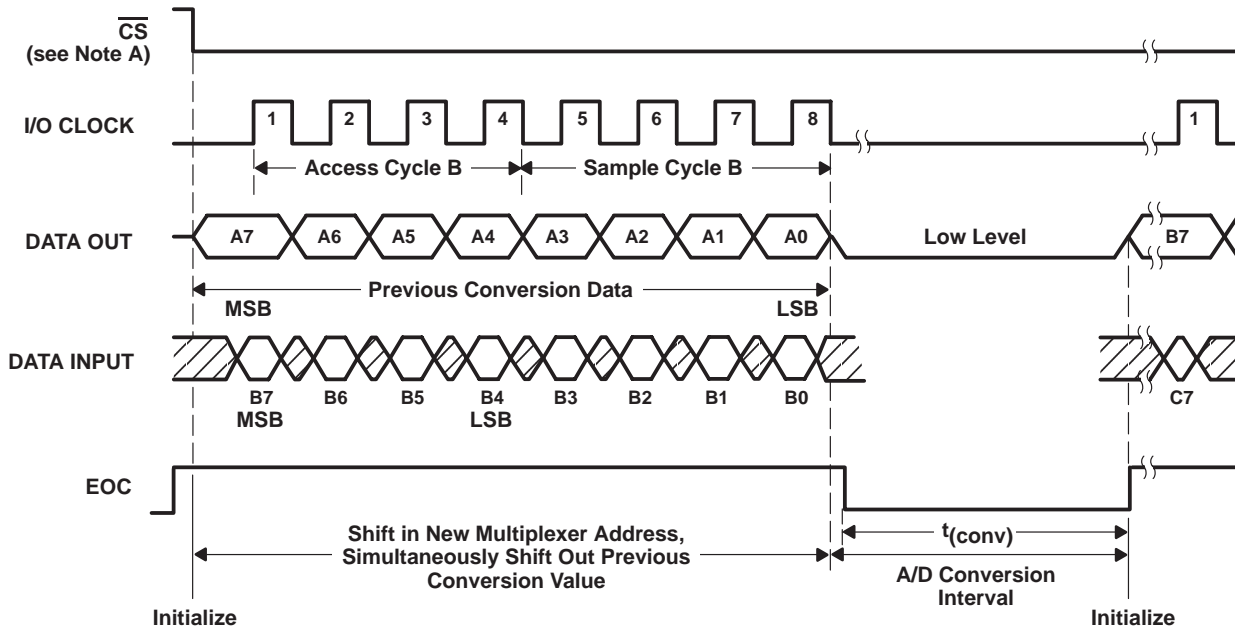 CS
(see Note A)
I/O CLOCK
1 2 3 4 5 6 7 8 1
Access Cycle B Sample Cycle B
DATA OUT
A7 A6 A5 A4 A3 A2 A1 A0 Low Level B7
Previous Conversion Data
MSB LSB
DATA INPUT
B7 B6 B5 B4 B3 B2 B1 B0 C7
MSB LSB
EOC
Shift in New Multiplexer Address,
Simultaneously Shift Out Previous
Conversion Value
t(conv)
A/D Conversion
Interval
Initialize Initialize